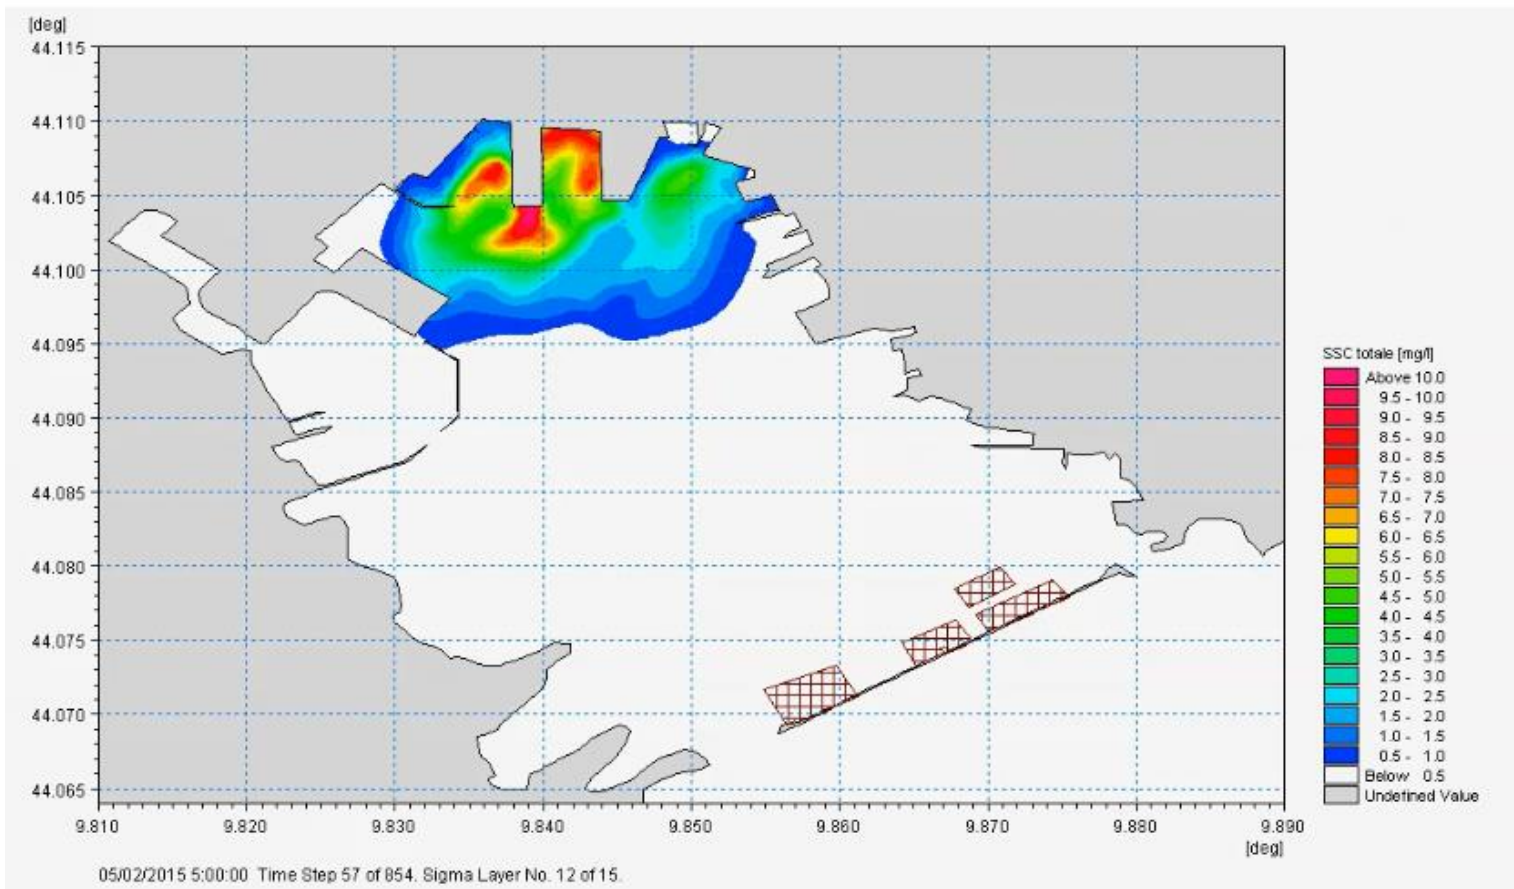 [deg]
44.115
44.110
44.105
44.100
44.095
44.090
44.085
44.080
44.075
44.070
44.065
9.810 9.820 9.830 9.840 9.850 9.860 9.870 9.880 9.890
[deg]
SSC totale [mg/l]
Above 10.0
9.5 - 10.0
9.0 - 9.5
8.5 - 9.0
8.0 - 8.5
7.5 - 8.0
7.0 - 7.5
6.5 - 7.0
6.0 - 6.5
5.5 - 6.0
5.0 - 5.5
4.5 - 5.0
4.0 - 4.5
3.5 - 4.0
3.0 - 3.5
2.5 - 3.0
2.0 - 2.5
1.5 - 2.0
1.0 - 1.5
0.5 - 1.0
Below 0.5
Undefined Value
05/02/2015 5:00:00 Time Step 57 of 854. Sigma Layer No. 12 of 15.